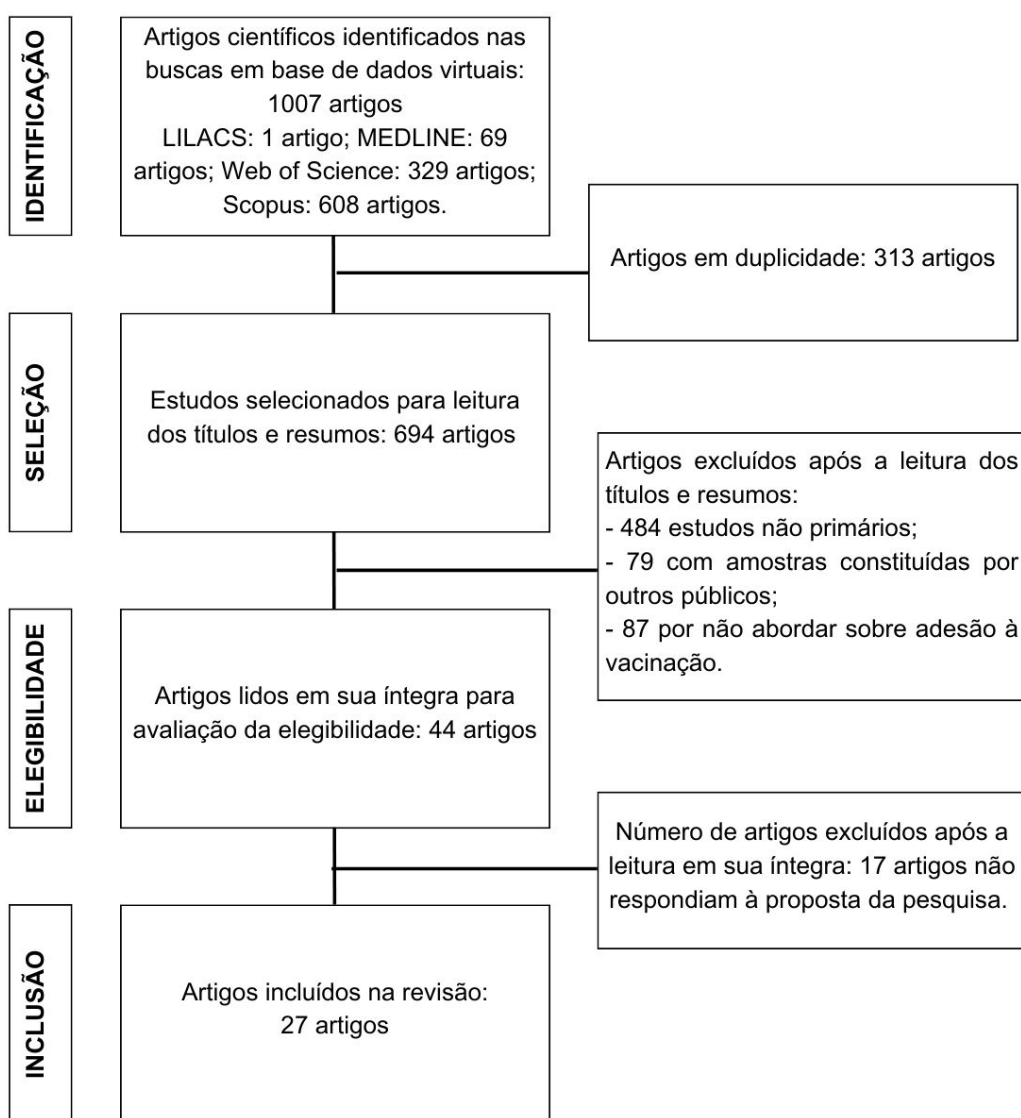 IDENTIFICAÇÃO
Artigos científicos identificados nas
buscas em base de dados virtuais:
1007 artigos
LILACS: 1 artigo; MEDLINE: 69
artigos; Web of Science: 329 artigos;
Scopus: 608 artigos.
Artigos em duplicidade: 313 artigos
SELEÇÃO
Estudos selecionados para leitura
dos títulos e resumos: 694 artigos
Artigos excluídos após a leitura dos
títulos e resumos:
- 484 estudos não primários;
- 79 com amostras constituídas por
outros públicos;
- 87 por não abordar sobre adesão à
vacinação.
ELEGIBILIDADE
Artigos lidos em sua íntegra para
avaliação da elegibilidade: 44 artigos
Número de artigos excluídos após a
leitura em sua íntegra: 17 artigos não
respondiam à proposta da pesquisa.
INCLUSÃO
Artigos incluídos na revisão:
27 artigos